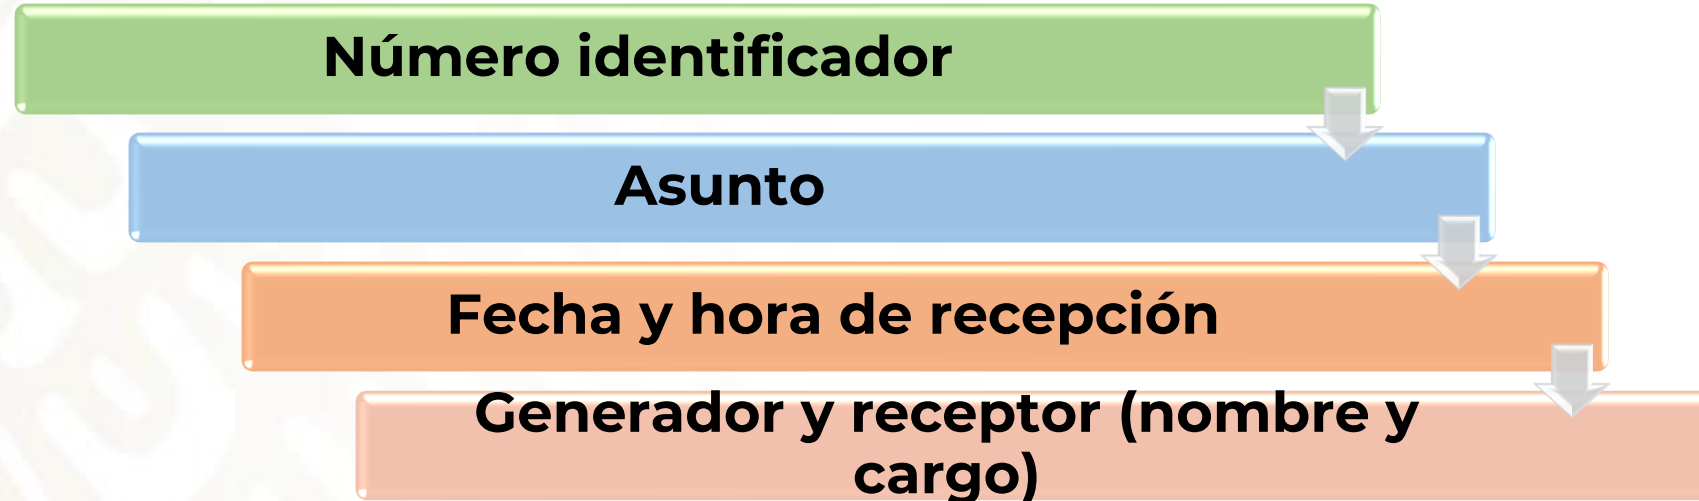 Número identificador
Asunto
Fecha y hora de recepción
Generador y receptor (nombre y
cargo)